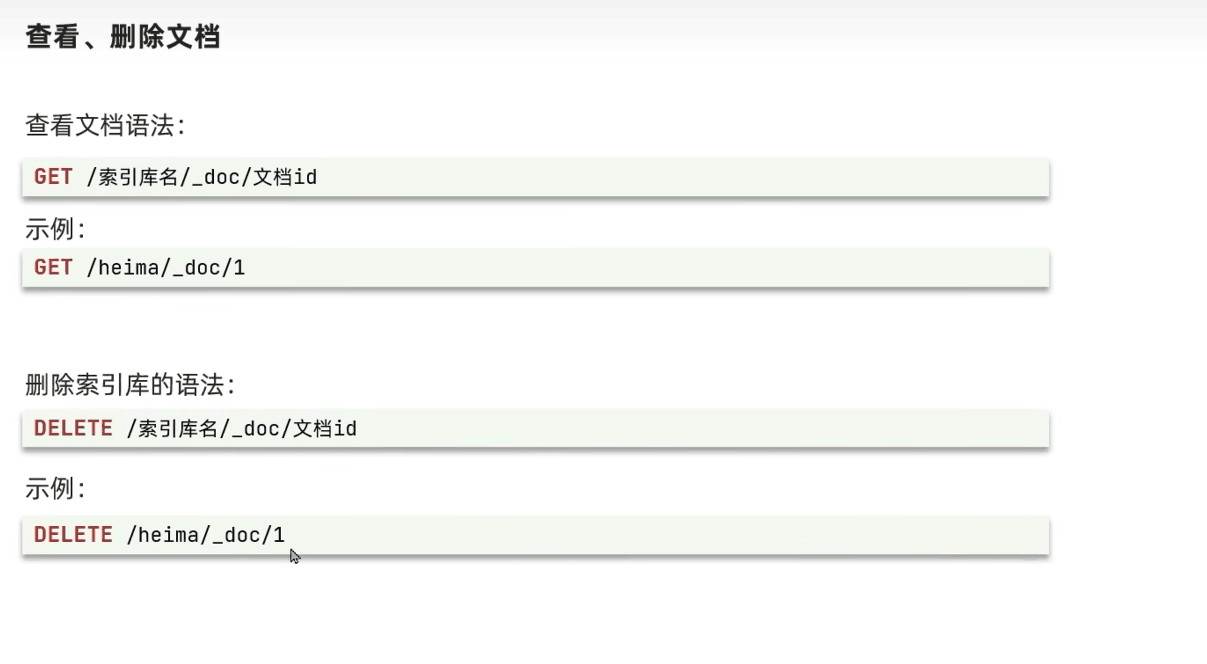 查看、删除文档
查看文档语法：
GET /索引库名/_doc/文档id
示例：
GET /heima/_doc/1
删除索引库的语法：
DELETE /索引库名/_doc/文档id
示例：
DELETE /heima/_doc/1